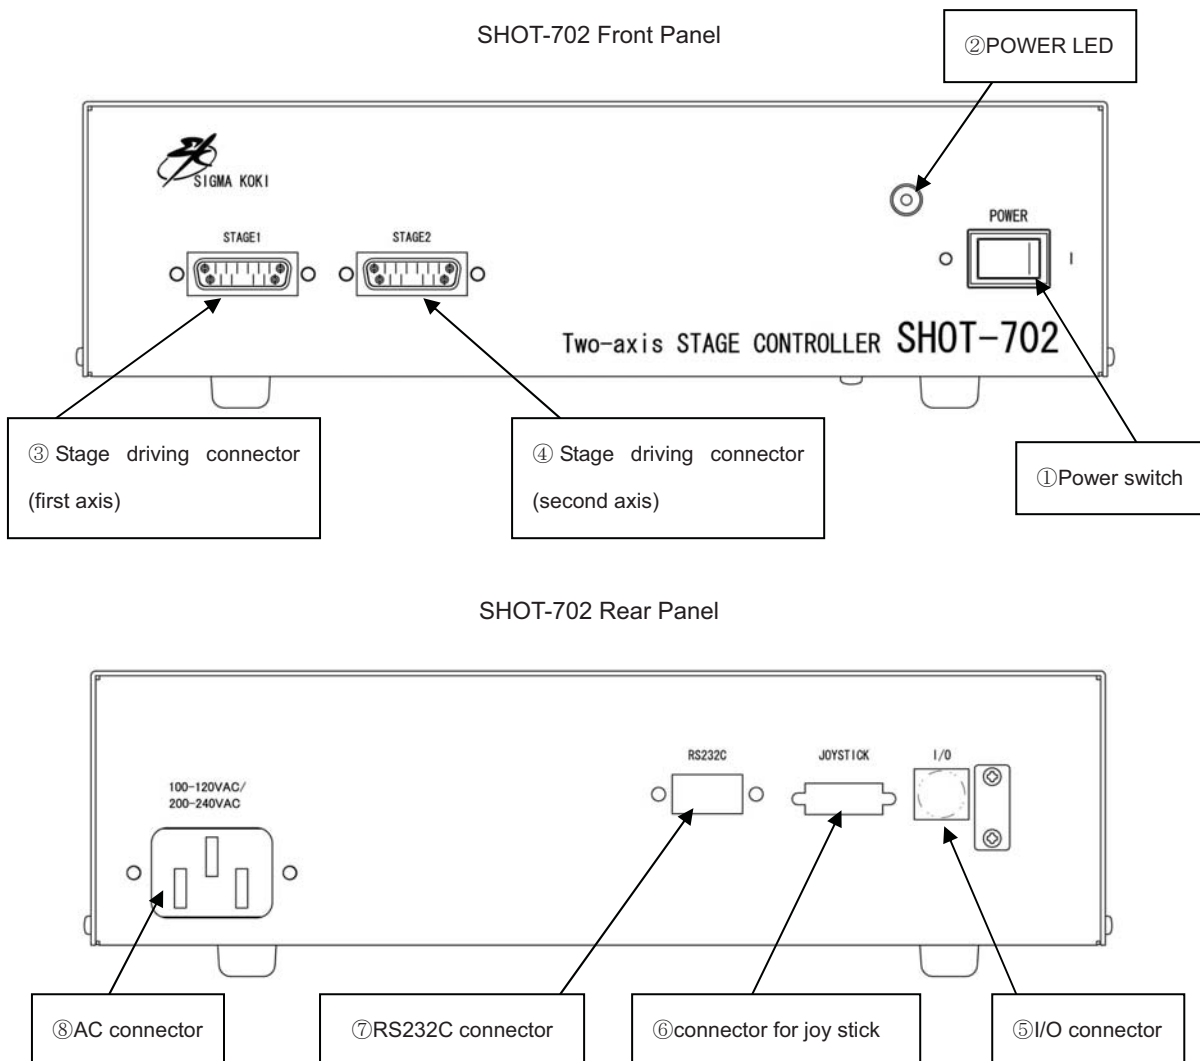 SHOT-702 Front Panel
②POWER LED
SIGMA KOKI
STAGE1
STAGE2
POWER
Two-axis STAGE CONTROLLER SHOT-702
③ Stage driving connector
(first axis)
④ Stage driving connector
(second axis)
①Power switch
SHOT-702 Rear Panel
RS232C
JOYSTICK
I/O
100-120VAC/
200-240VAC
⑧AC connector
⑦RS232C connector
⑥connector for joy stick
⑤I/O connector